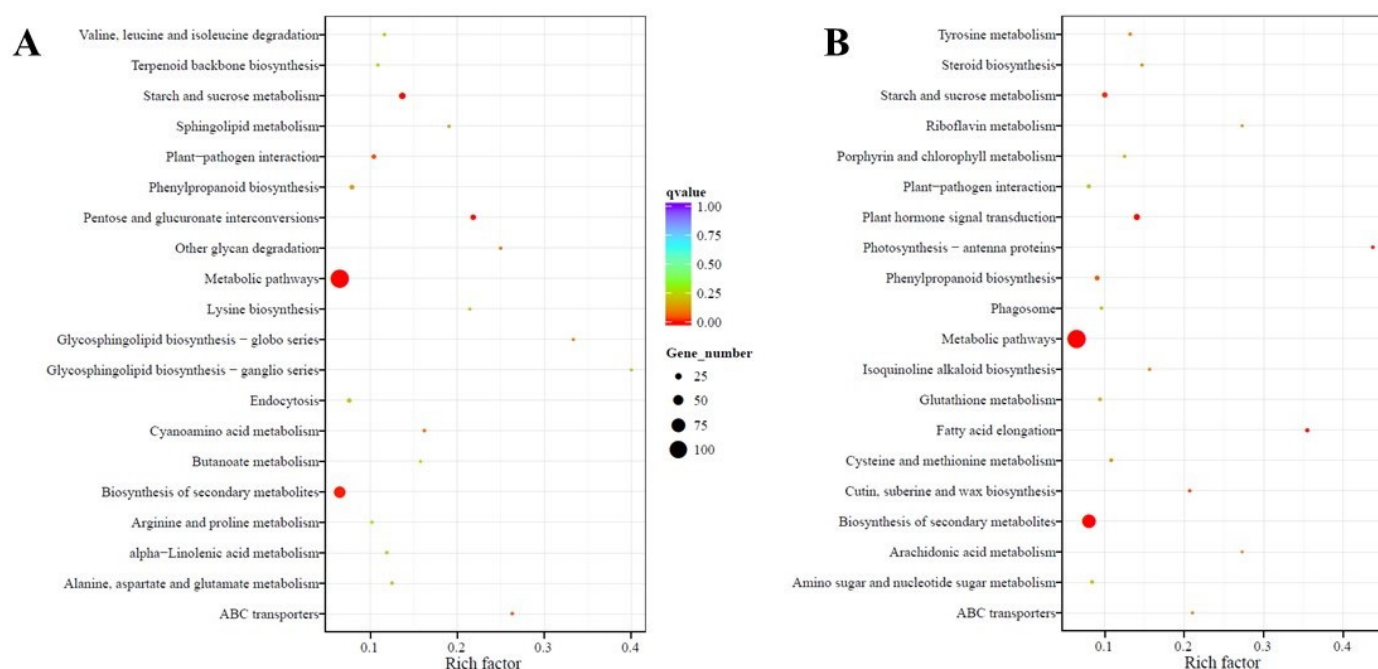 A
Valine, leucine and isoleucine degradation
Terpenoid backbone biosynthesis
Starch and sucrose metabolism
Sphingolipid metabolism
Plant−pathogen interaction
Phenylpropanoid biosynthesis
Pentose and glucuronate interconversions
Other glycan degradation
Metabolic pathways
Lysine biosynthesis
Glycosphingolipid biosynthesis − globo series
Glycosphingolipid biosynthesis − ganglio series
Endocytosis
Cyanoamino acid metabolism
Butanoate metabolism
Biosynthesis of secondary metabolites
Arginine and proline metabolism
alpha−Linolenic acid metabolism
Alanine, aspartate and glutamate metabolism
ABC transporters
0.1 0.2 0.3 0.4
Rich factor
qvalue
1.00
0.75
0.50
0.25
0.00
Gene_number
25
50
75
100
B
Tyrosine metabolism
Steroid biosynthesis
Starch and sucrose metabolism
Riboflavin metabolism
Porphyrin and chlorophyll metabolism
Plant−pathogen interaction
Plant hormone signal transduction
Photosynthesis − antenna proteins
Phenylpropanoid biosynthesis
Phagosome
Metabolic pathways
Isoquinoline alkaloid biosynthesis
Glutathione metabolism
Fatty acid elongation
Cysteine and methionine metabolism
Cutin, suberine and wax biosynthesis
Biosynthesis of secondary metabolites
Arachidonic acid metabolism
Amino sugar and nucleotide sugar metabolism
ABC transporters
0.1 0.2 0.3 0.4
Rich factor